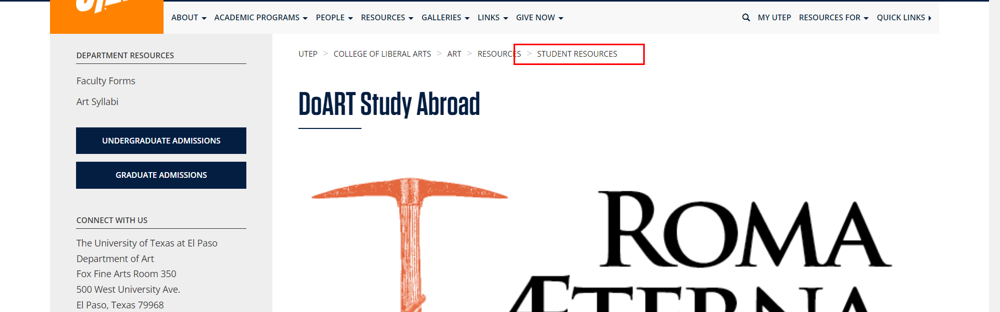 ABOUT ACADEMIC PROGRAMS PEOPLE RESOURCES GALLERIES LINKS GIVE NOW MY UTEP RESOURCES FOR QUICK LINKS
DEPARTMENT RESOURCES
Faculty Forms
Art Syllabi
UNDERGRADUATE ADMISSIONS
GRADUATE ADMISSIONS
CONNECT WITH US
The University of Texas at El Paso
Department of Art
Fox Fine Arts Room 350
500 West University Ave.
El Paso, Texas 79968
UTEP > COLLEGE OF LIBERAL ARTS > ART > RESOURCES > STUDENT RESOURCES
DoART Study Abroad
ROMA
ÆTERNA